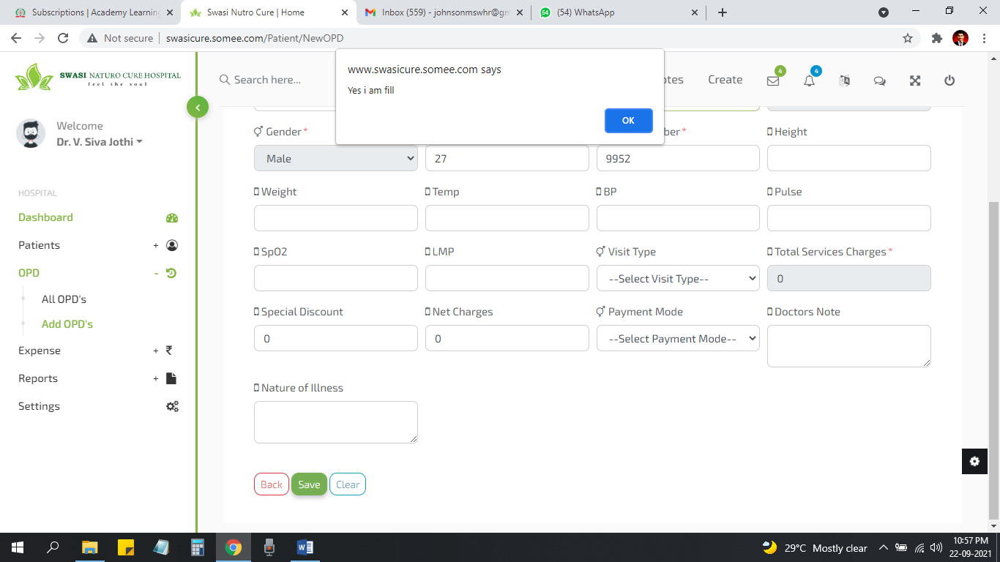 Subscriptions | Academy Learning
Swasi Nutro Cure | Home
Inbox (559) - johnsonmswhr@gm
54
(54) WhatsApp
Not secure
swasicure.somee.com/Patient/NewOPD
SWASI NATURO CURE HOSPITAL
feel the soul
Search here...
www.swasicure.somee.com says
Yes i am fill
OK
otes
Create
4
4
Welcome
Dr. V. Siva Jothi
HOSPITAL
Dashboard
Patients +
OPD -
All OPD's
Add OPD's
Expense + ₹
Reports +
Settings
Gender*
ber*
Height
Male
27
9952
Weight
Temp
BP
Pulse
SpO2
LMP
Visit Type
Total Services Charges*
--Select Visit Type--
0
Special Discount
Net Charges
Payment Mode
Doctors Note
0
0
--Select Payment Mode--
Nature of Illness
Back
Save
Clear
29°C Mostly clear
10:57 PM
22-09-2021